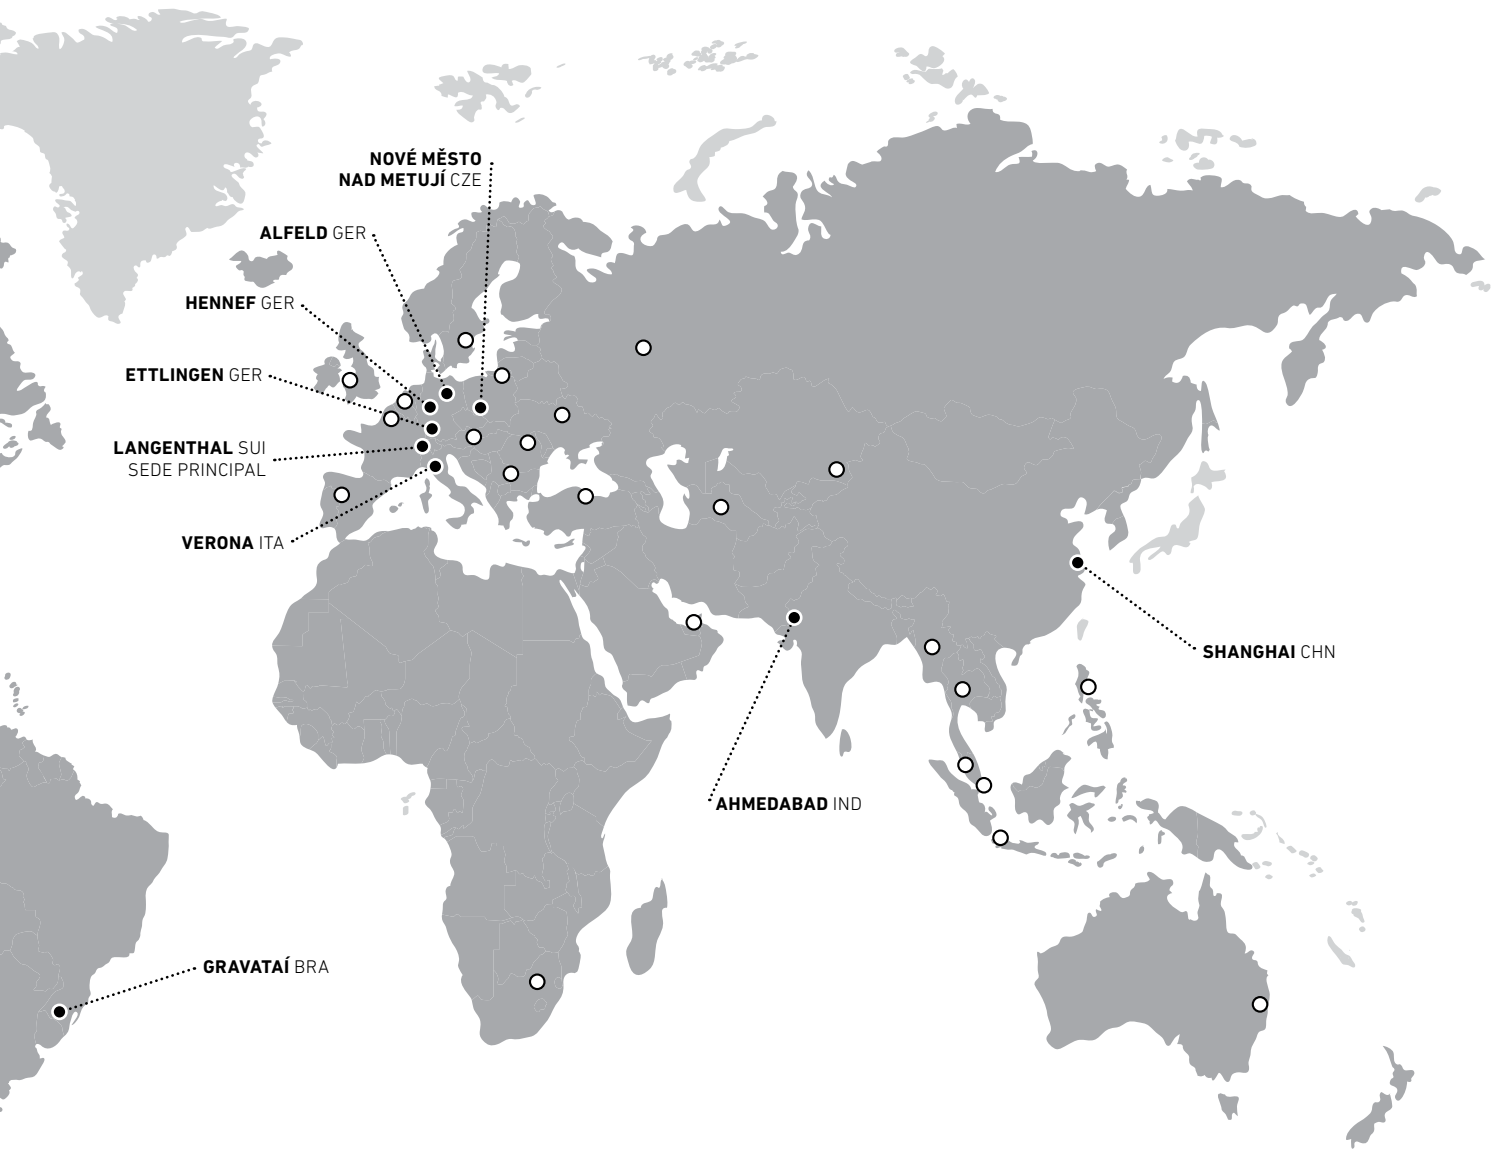 NOVÉ MĚSTO
NAD METUJÍ CZE
ALFELD GER
HENNEF GER
ETTLINGEN GER
LANGENTHAL SUI
SEDE PRINCIPAL
VERONA ITA
SHANGHAI CHN
AHMEDABAD IND
GRAVATAÍ BRA